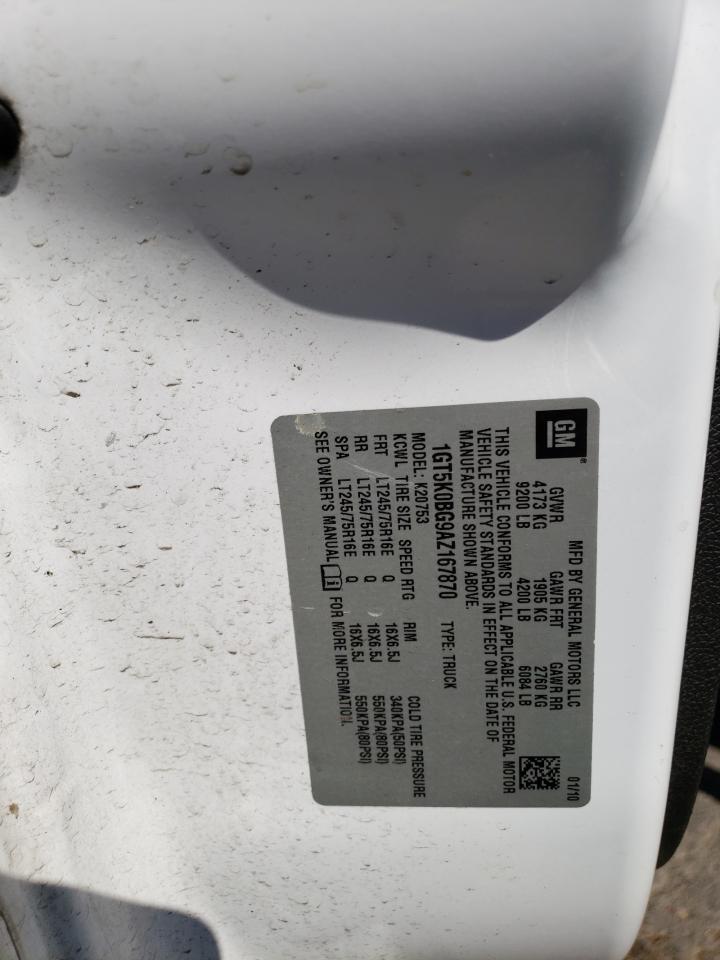 GM®
MFD BY GENERAL MOTORS LLC
01/10
GVWR GAWR FRT GAWR RR
4173 KG 1905 KG 2760 KG
9200 LB 4200 LB 6084 LB
THIS VEHICLE CONFORMS TO ALL APPLICABLE U.S. FEDERAL MOTOR
VEHICLE SAFETY STANDARDS IN EFFECT ON THE DATE OF
MANUFACTURE SHOWN ABOVE.
1GT5K0BG9AZ167870 TYPE: TRUCK
MODEL: K20753
KCWL TIRE SIZE SPEED RTG RIM COLD TIRE PRESSURE
FRT LT245/75R16E Q 16X6.5J 340KPA(50PSI)
RR LT245/75R16E Q 16X6.5J 550KPA(80PSI)
SPA LT245/75R16E Q 16X6.5J 550KPA(80PSI)
SEE OWNER'S MANUAL i FOR MORE INFORMATION.